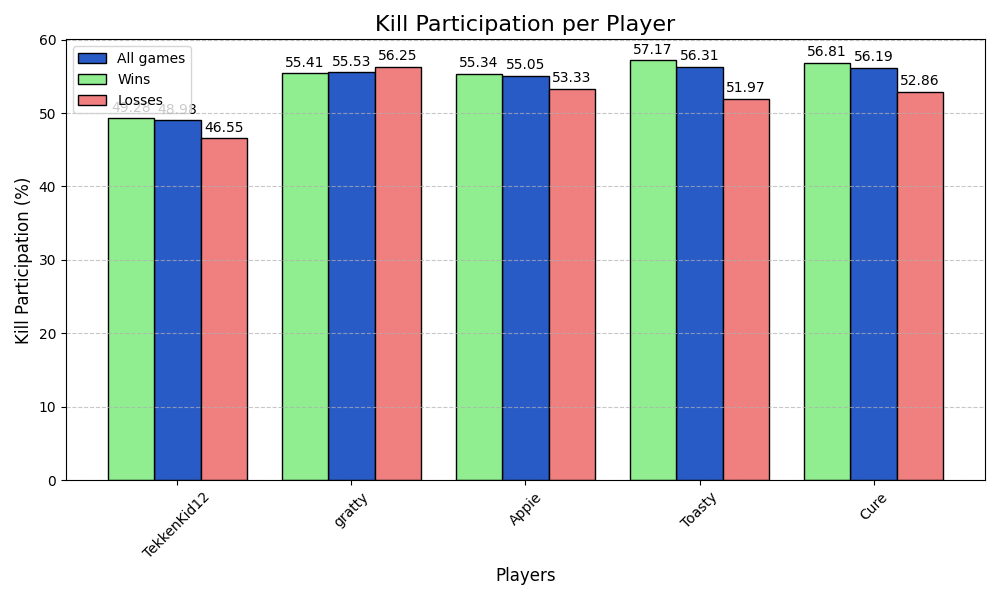 Kill Participation per Player
Kill Participation (%)
60
50
40
30
20
10
0
All games
Wins
Losses
49.28
46.55
55.41
55.53
56.25
55.34
55.05
53.33
57.17
56.31
51.97
56.81
56.19
52.86
TekkenKid12
gratty
Appie
Toasty
Cure
Players